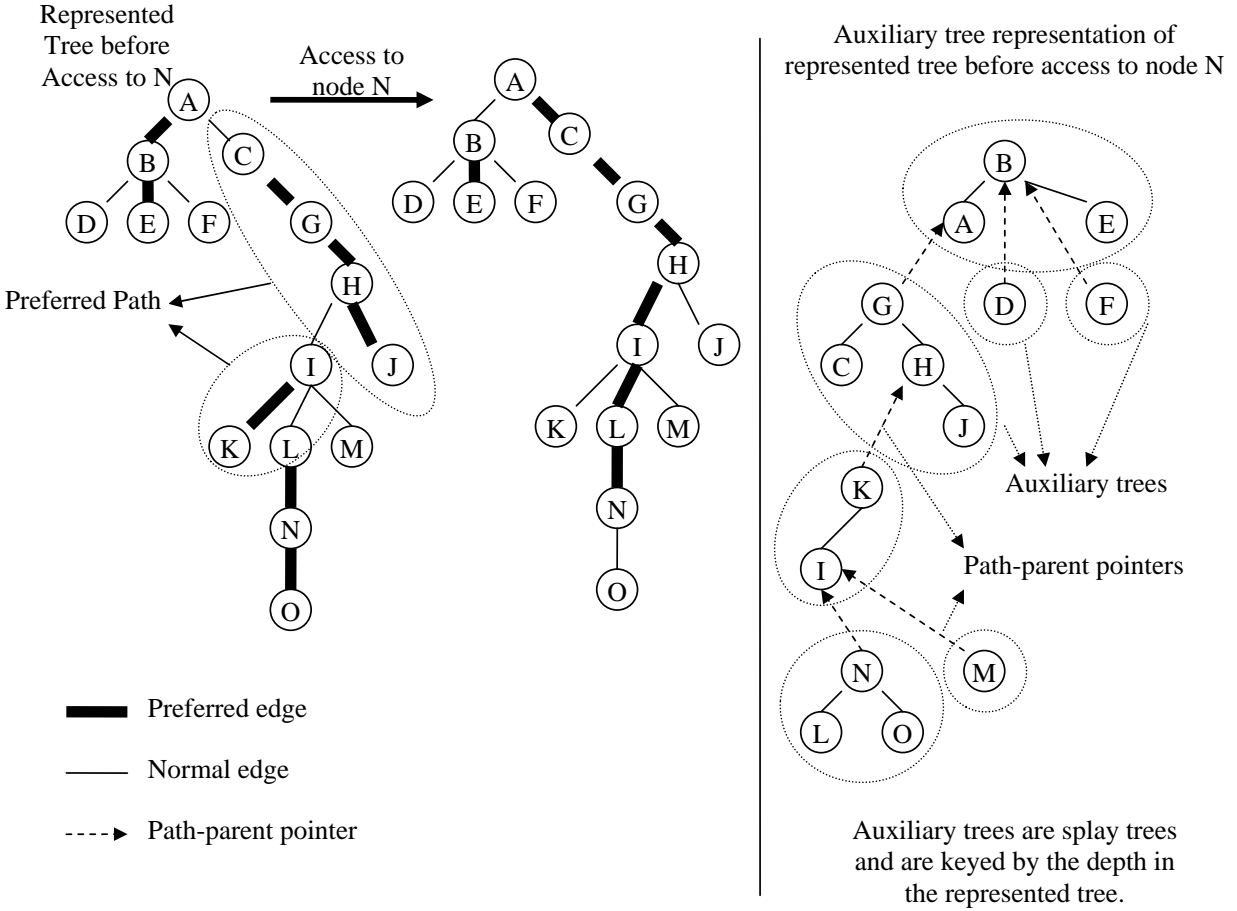 Represented
Tree before
Access to N
Access to
node N
A
B
C
D
E
F
G
H
I
J
K
L
M
N
O
Preferred Path
A
B
C
D
E
F
G
H
I
J
K
L
M
N
O
Preferred edge
Normal edge
Path-parent pointer
Auxiliary tree representation of
represented tree before access to node N
B
A
E
G
D
F
C
H
J
K
Auxiliary trees
I
Path-parent pointers
N
M
L
O
Auxiliary trees are splay trees
and are keyed by the depth in
the represented tree.